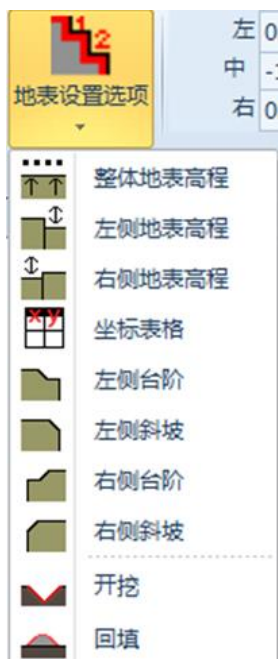 1
2
地表设置选项
左 0
中 -
右 0
整体地表高程
左侧地表高程
右侧地表高程
x y
坐标表格
左侧台阶
左侧斜坡
右侧台阶
右侧斜坡
开挖
回填